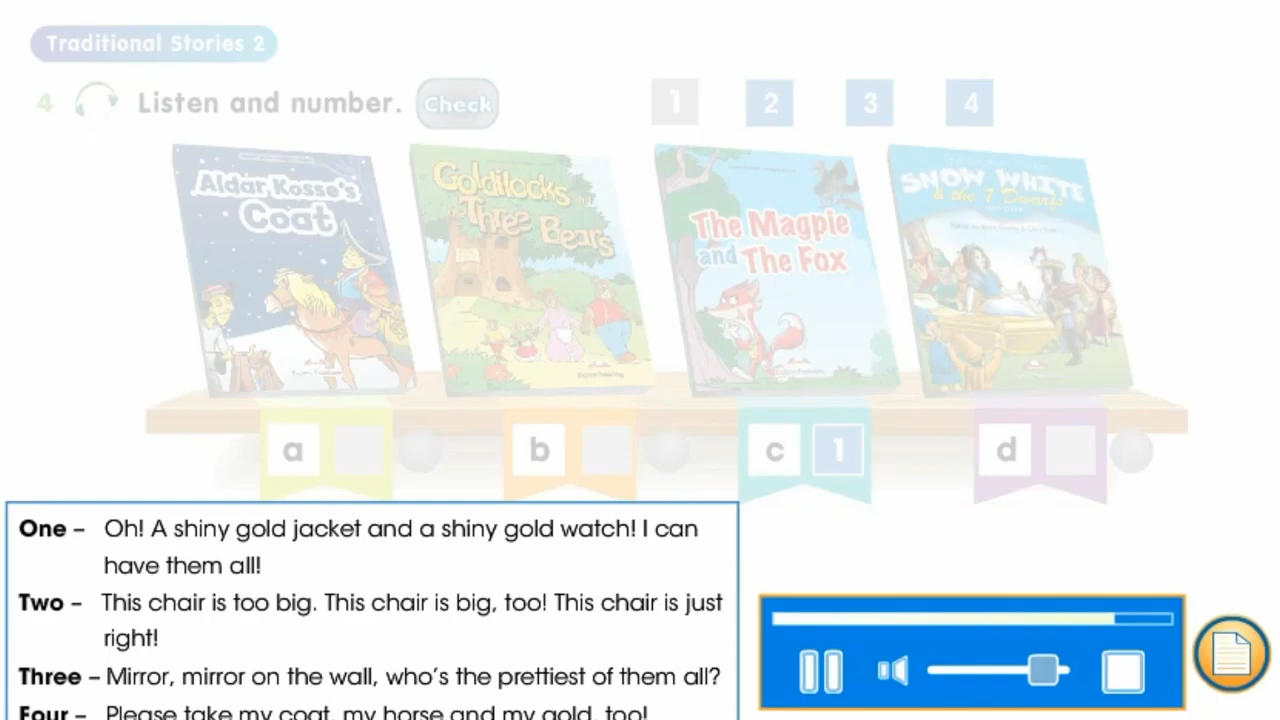 Traditional Stories 2
4 Listen and number. Check 1 2 3 4
Aldar Kosse's
Coat
Goldilocks and
the Three Bears
The Magpie
and The Fox
SNOW WHITE
& the 7 Dwarfs
a b c 1 d
One – Oh! A shiny gold jacket and a shiny gold watch! I can
have them all!
Two – This chair is too big. This chair is big, too! This chair is just
right!
Three – Mirror, mirror on the wall, who's the prettiest of them all?
Four – Please take my coat, my horse and my gold, too!